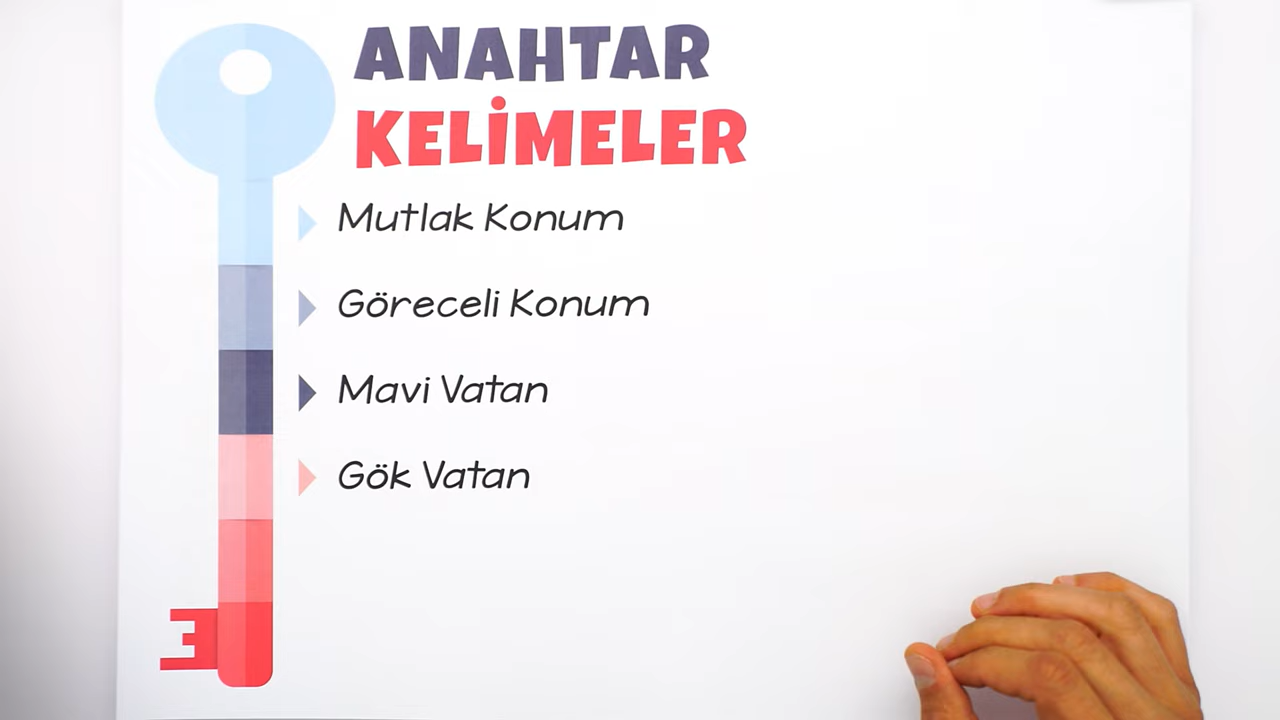 ANAHTAR
KELİMELER
Mutlak Konum
Göreceli Konum
Mavi Vatan
Gök Vatan